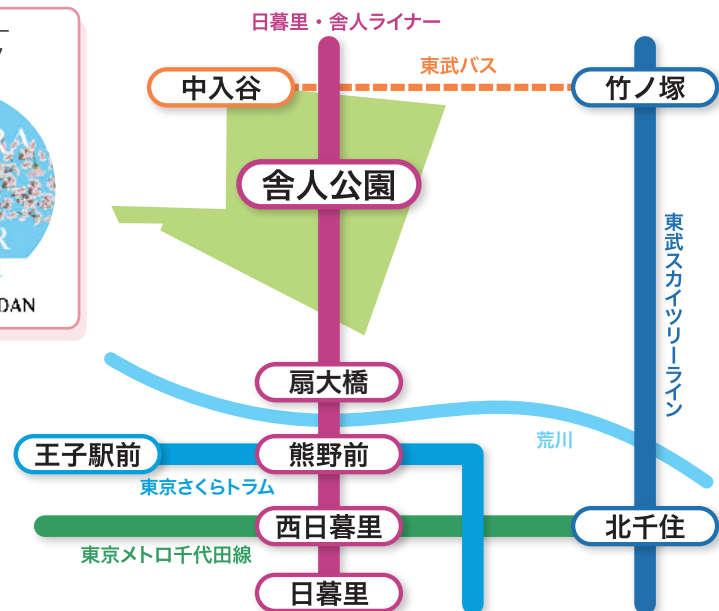 日暮里・舎人ライナー
東武バス
中入谷
竹ノ塚
舎人公園
東武スカイツリーライン
扇大橋
荒川
王子駅前
熊野前
東京さくらトラム
西日暮里
北千住
東京メトロ千代田線
日暮里